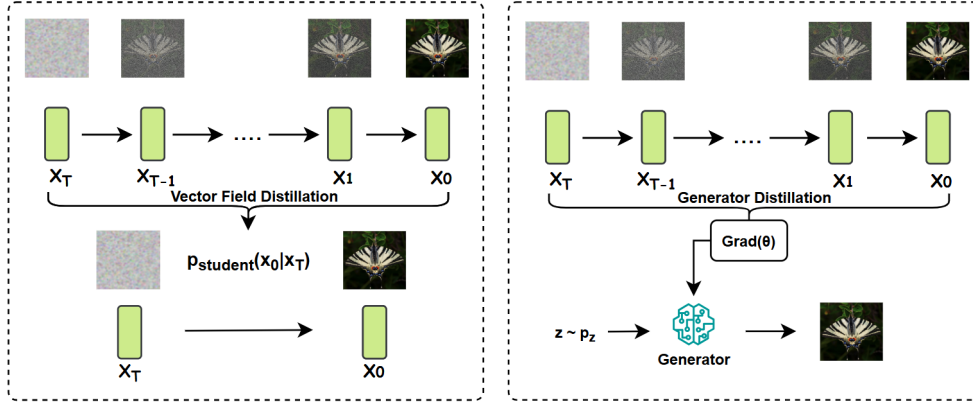 X_T X_{T-1} .... X_1 X_0
Vector Field Distillation
p_student(x_0|x_T)
X_T X_0
X_T X_{T-1} .... X_1 X_0
Generator Distillation
Grad(θ)
z ~ p_z
Generator